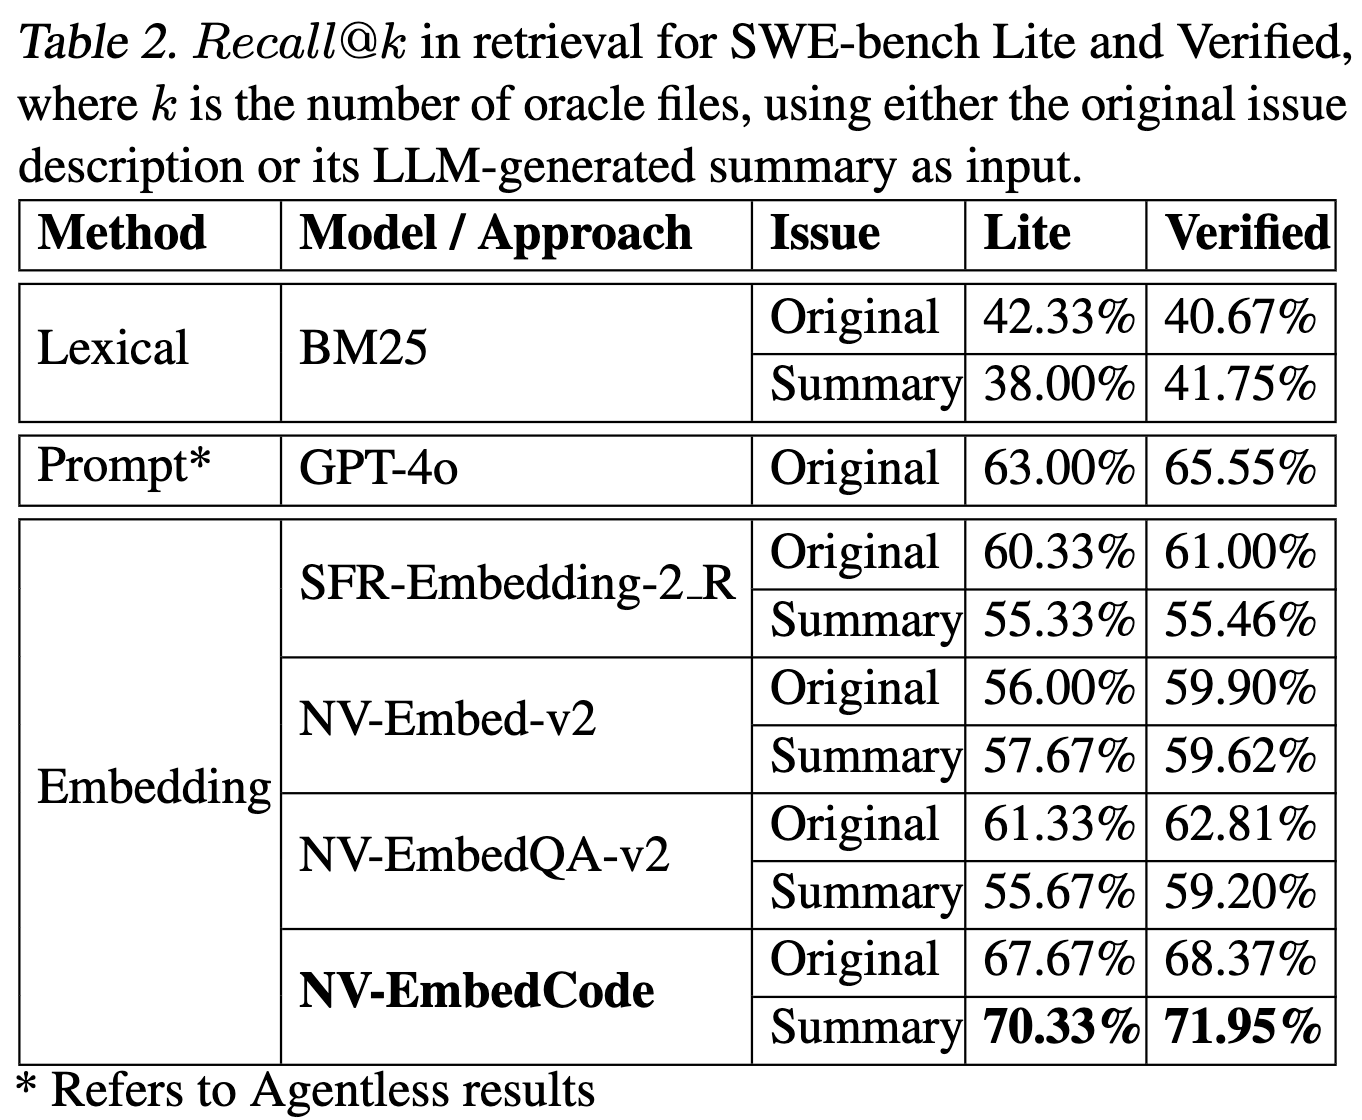 Table 2. Recall@k in retrieval for SWE-bench Lite and Verified,
where k is the number of oracle files, using either the original issue
description or its LLM-generated summary as input.
Method Model / Approach Issue Lite Verified
Lexical BM25 Original 42.33% 40.67%
Summary 38.00% 41.75%
Prompt* GPT-4o Original 63.00% 65.55%
Embedding SFR-Embedding-2_R Original 60.33% 61.00%
Summary 55.33% 55.46%
NV-Embed-v2 Original 56.00% 59.90%
Summary 57.67% 59.62%
NV-EmbedQA-v2 Original 61.33% 62.81%
Summary 55.67% 59.20%
NV-EmbedCode Original 67.67% 68.37%
Summary 70.33% 71.95%
* Refers to Agentless results